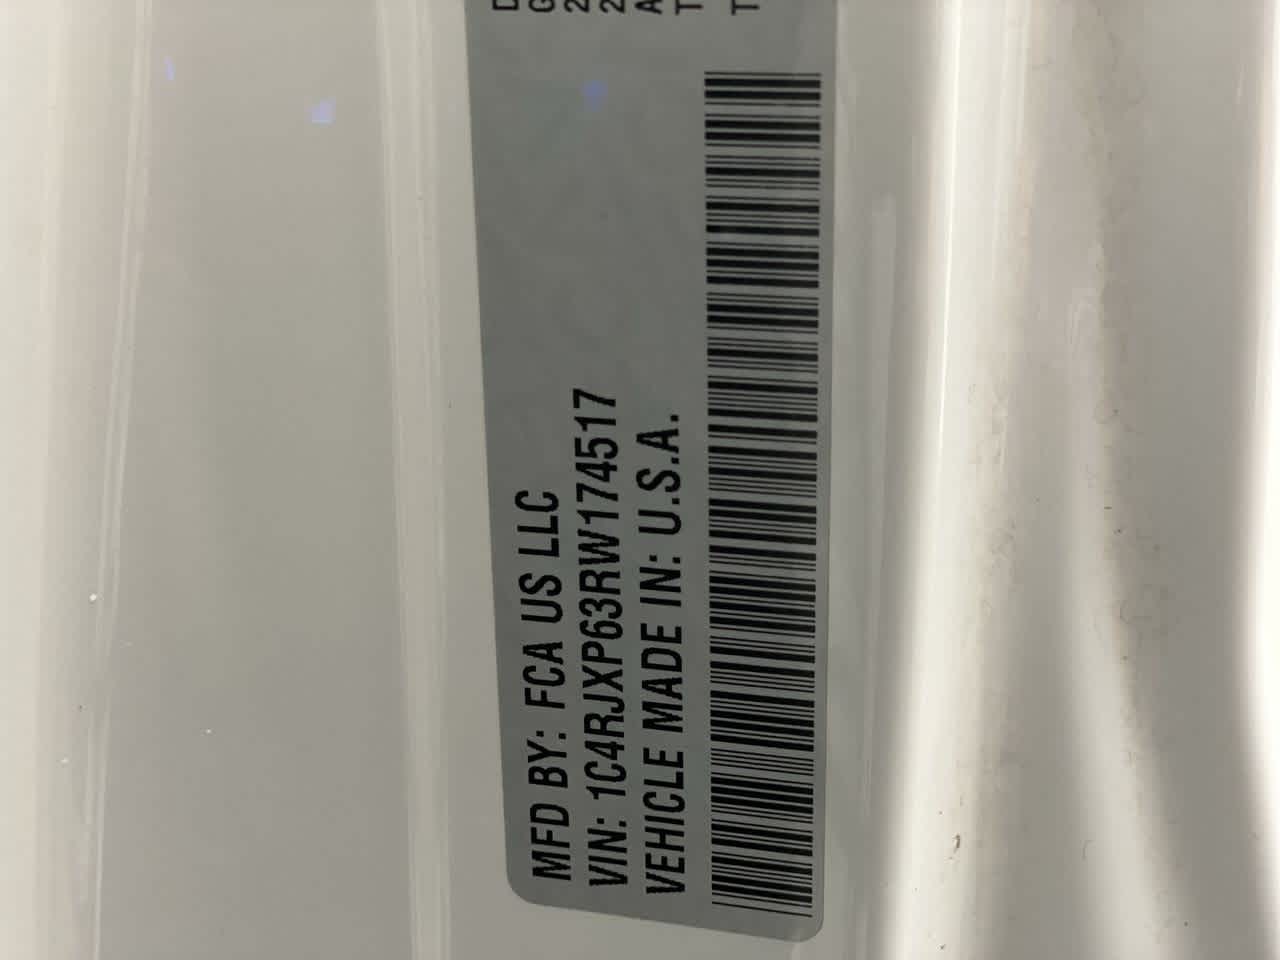 MFD BY: FCA US LLC
VIN: 1C4RJXP63RW174517
VEHICLE MADE IN: U.S.A.